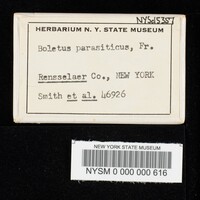 NYSd5387
HERBARIUM N. Y. STATE MUSEUM
Boletus parasiticus, Fr.
Rensselaer Co., NEW YORK
Smith et al. 46926
NEW YORK STATE MUSEUM
NYSM 0 000 000 616